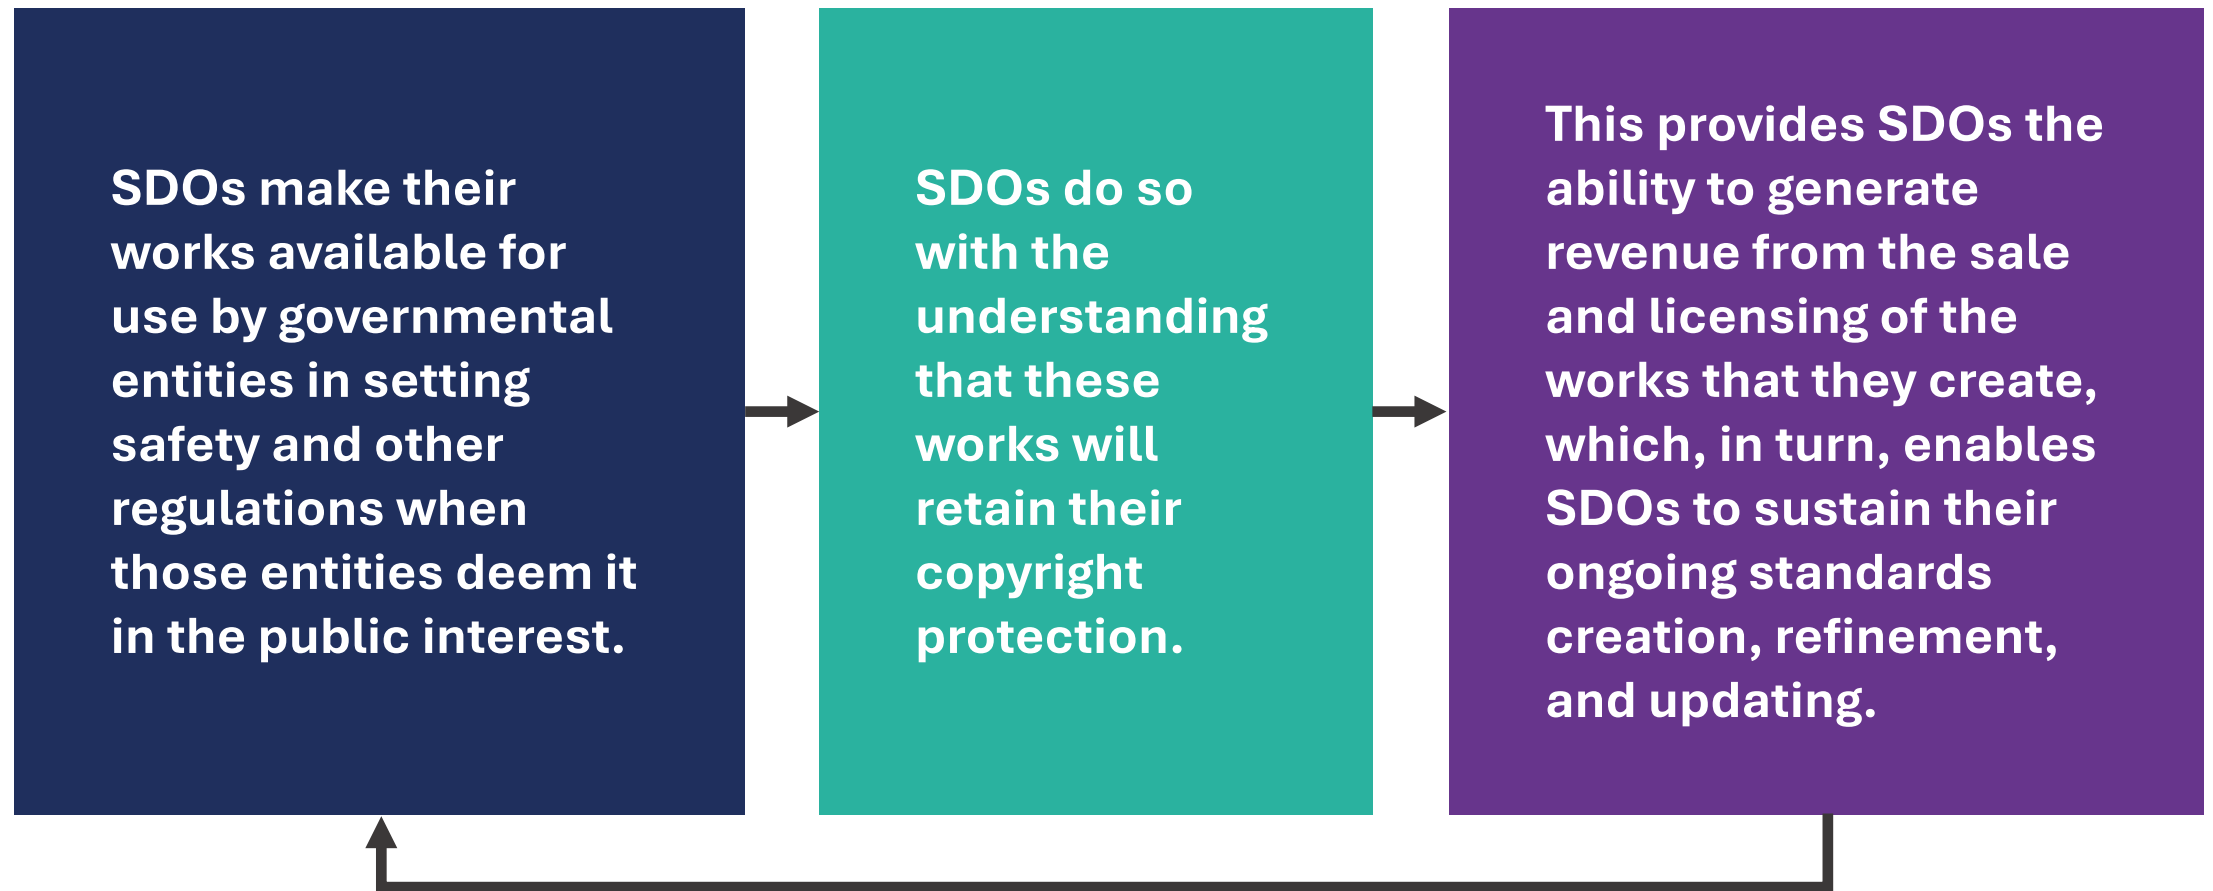 SDOs make their
works available for
use by governmental
entities in setting
safety and other
regulations when
those entities deem it
in the public interest.
SDOs do so
with the
understanding
that these
works will
retain their
copyright
protection.
This provides SDOs the
ability to generate
revenue from the sale
and licensing of the
works that they create,
which, in turn, enables
SDOs to sustain their
ongoing standards
creation, refinement,
and updating.